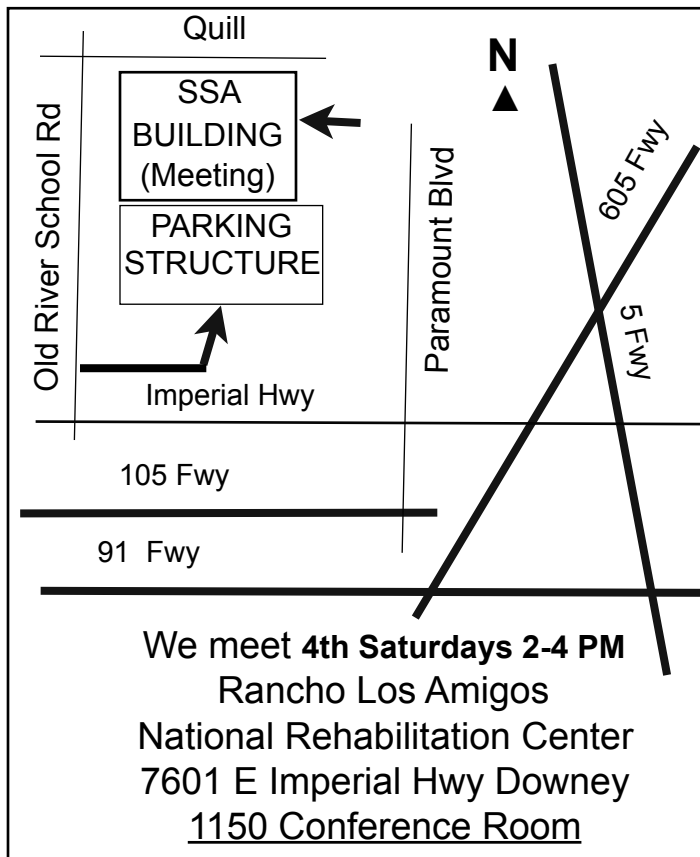 Quill
Old River School Rd
SSA
BUILDING
(Meeting)
N
PARKING
STRUCTURE
Paramount Blvd
605 Fwy
5 Fwy
Imperial Hwy
105 Fwy
91 Fwy
We meet 4th Saturdays 2-4 PM
Rancho Los Amigos
National Rehabilitation Center
7601 E Imperial Hwy Downey
1150 Conference Room